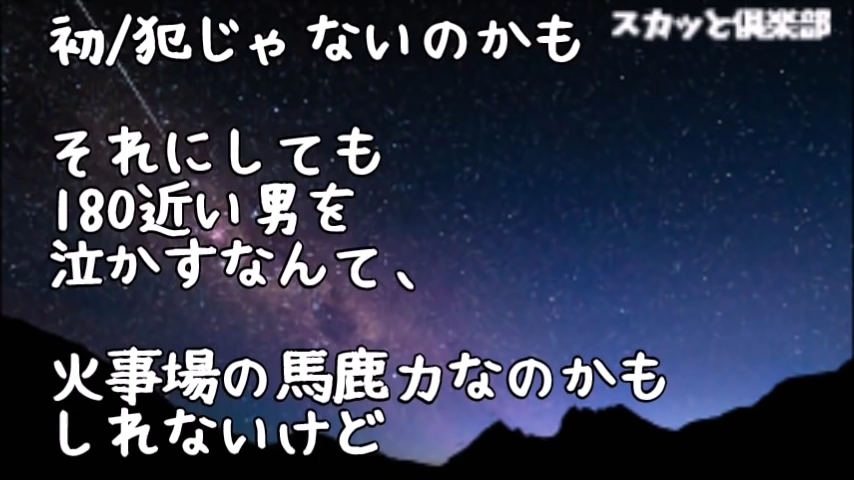 スカッと倶楽部
初/犯じゃないのかも
それにしても
180近い男を
泣かすなんて、
火事場の馬鹿力なのかも
しれないけど